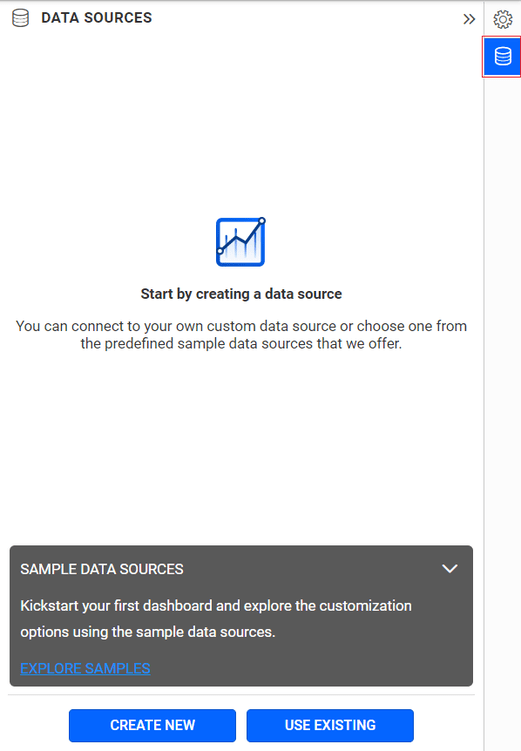 DATA SOURCES
Start by creating a data source
You can connect to your own custom data source or choose one from
the predefined sample data sources that we offer.
SAMPLE DATA SOURCES
Kickstart your first dashboard and explore the customization
options using the sample data sources.
EXPLORE SAMPLES
CREATE NEW
USE EXISTING